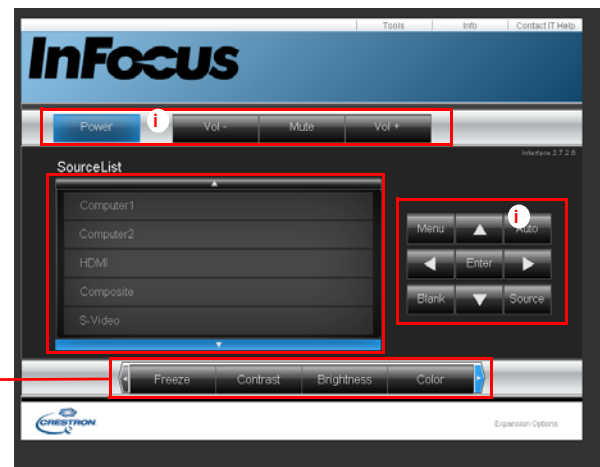 Tools Info Contact IT Help
InFocus
Power i Vol - Mute Vol +
Interface 2.7.2.6
SourceList
Computer1
Computer2
HDMI
Composite
S-Video
i
Menu Auto
Enter
Blank Source
Freeze Contrast Brightness Color
CRESTRON
Expansion Options